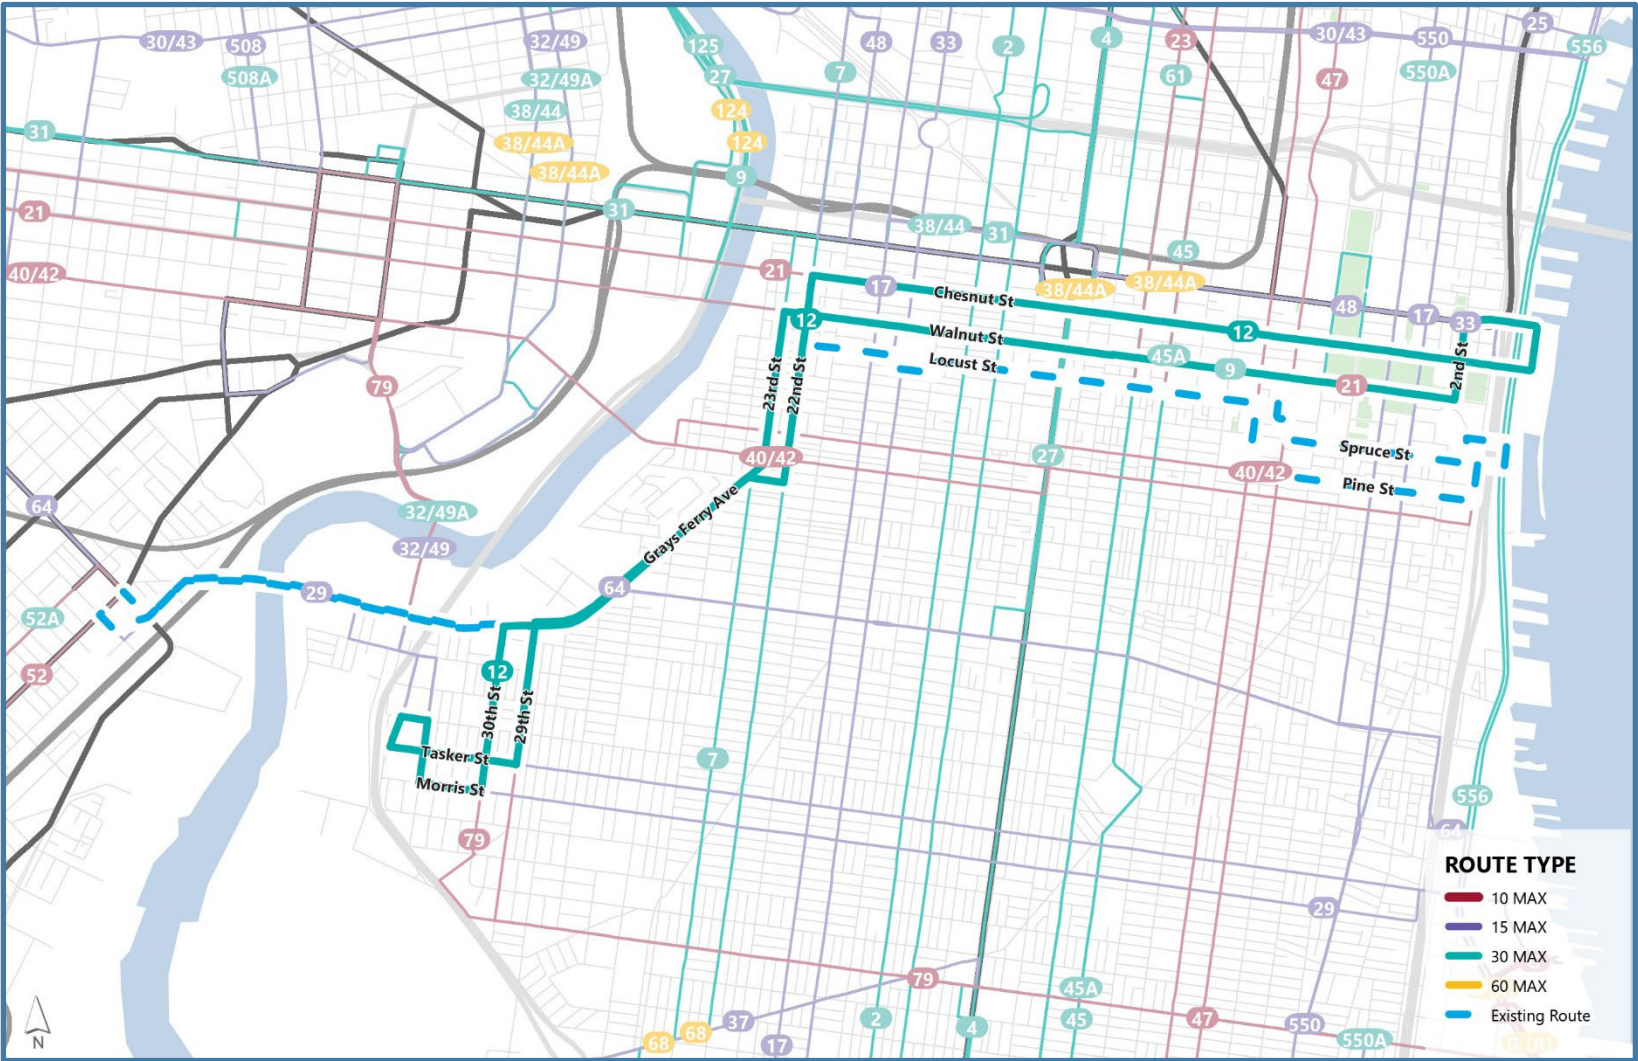 25
30/43
508
32/49
125
48
33
2
4
23
30/43
550
556
508A
32/49A
27
7
61
47
550A
38/44
124
31
38/44A
124
38/44A
9
21
31
38/44
31
45
40/42
21
17
Chesnut St
38/44A
38/44A
48
17
33
12
Walnut St
12
45A
9
21
2nd St
Locust St
79
23rd St
22nd St
40/42
27
40/42
Spruce St
Pine St
64
32/49A
32/49
Grays Ferry Ave
29
64
52A
52
12
30th St
29th St
Tasker St
Morris St
7
79
556
64
29
79
45A
68
68
37
17
2
4
45
47
550
550A
G (A)
ROUTE TYPE
10 MAX
15 MAX
30 MAX
60 MAX
Existing Route
N